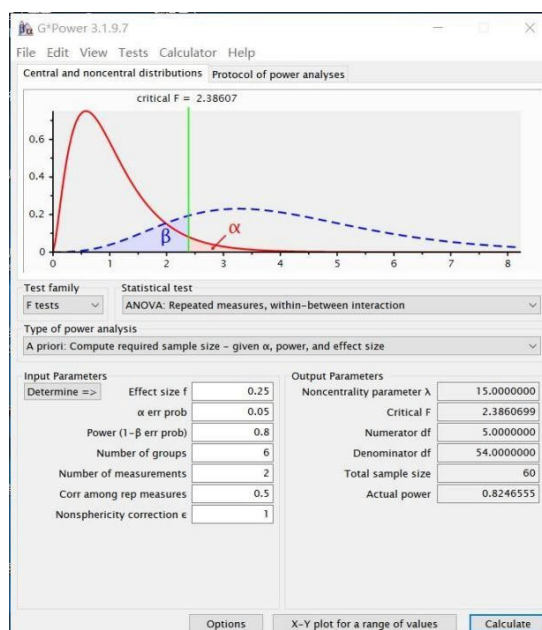 G*Power 3.1.9.7
File Edit View Tests Calculator Help
Central and noncentral distributions Protocol of power analyses
critical F = 2.38607
0.6
0.4
0.2
0
β
α
0 1 2 3 4 5 6 7 8
Test family Statistical test
F tests ANOVA: Repeated measures, within-between interaction
Type of power analysis
A priori: Compute required sample size – given α, power, and effect size
Input Parameters Output Parameters
Determine => Effect size f 0.25 Noncentrality parameter λ 15.0000000
α err prob 0.05 Critical F 2.3860699
Power (1-β err prob) 0.8 Numerator df 5.0000000
Number of groups 6 Denominator df 54.0000000
Number of measurements 2 Total sample size 60
Corr among rep measures 0.5 Actual power 0.8246555
Nonsphericity correction ϵ 1
Options X-Y plot for a range of values Calculate